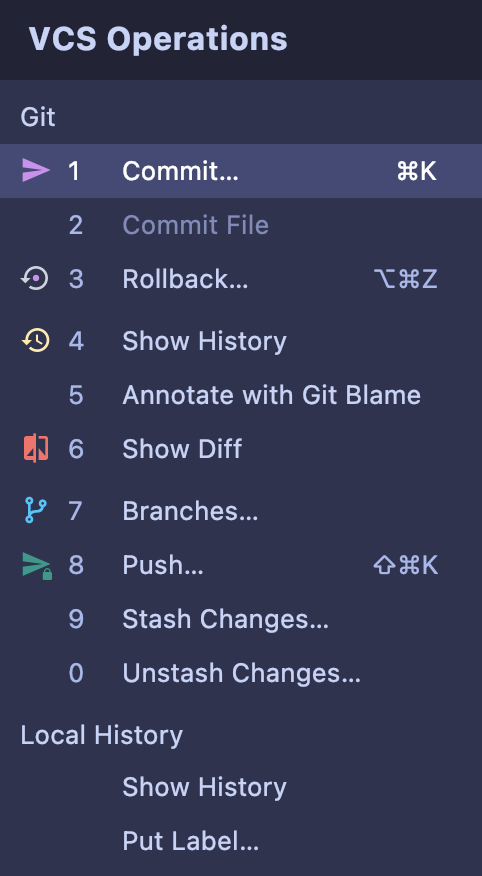 VCS Operations
Git
1 Commit... ⌘K
2 Commit File
3 Rollback... ⌥⌘Z
4 Show History
5 Annotate with Git Blame
6 Show Diff
7 Branches...
8 Push... ⇧⌘K
9 Stash Changes...
0 Unstash Changes...
Local History
Show History
Put Label...